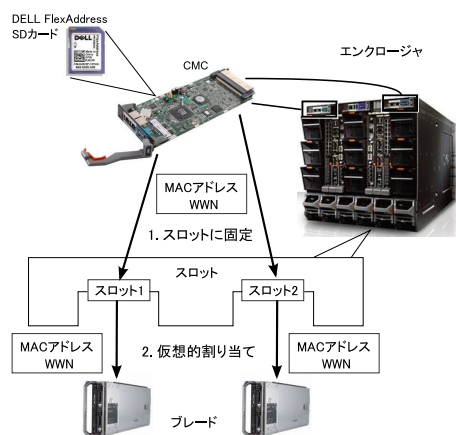 DELL FlexAddress
SDカード
DELL
CMC
エンクロージャ
MACアドレス
WWN
1. スロットに固定
スロット
スロット1
スロット2
MACアドレス
WWN
2. 仮想的割り当て
MACアドレス
WWN
ブレード